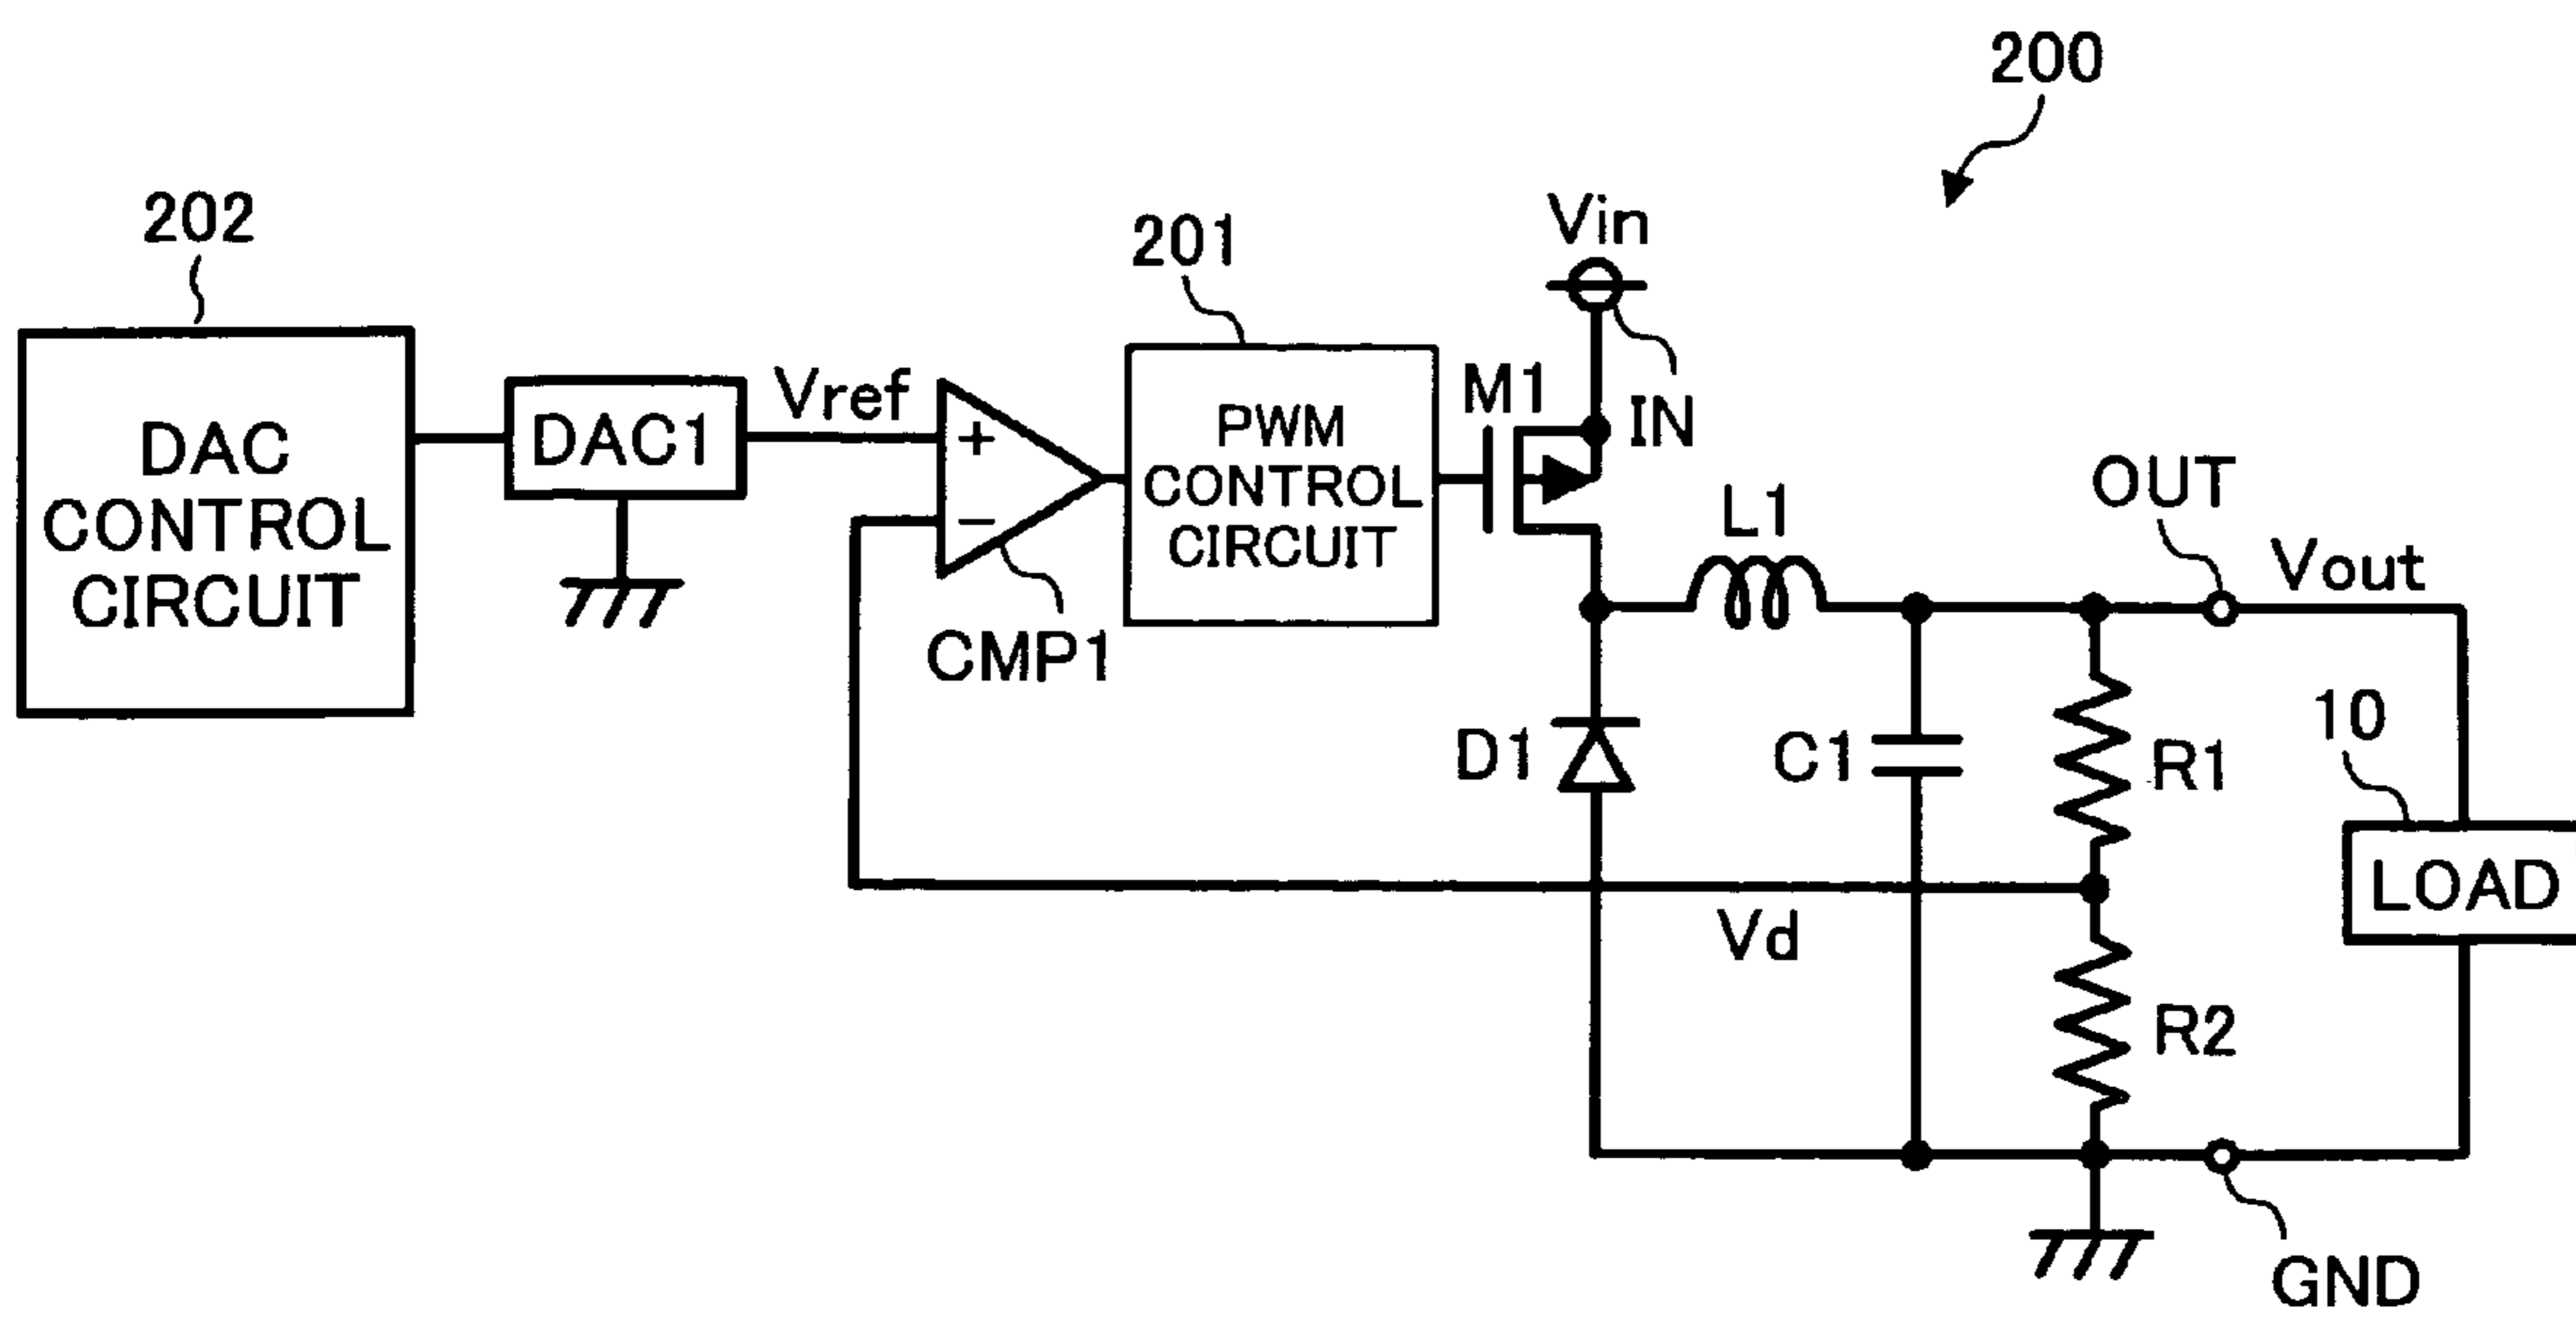 200
202
DAC
CONTROL
CIRCUIT
DAC1
Vref
+
−
CMP1
201
PWM
CONTROL
CIRCUIT
Vin
M1
IN
L1
OUT
Vout
D1
C1
R1
10
LOAD
Vd
R2
GND